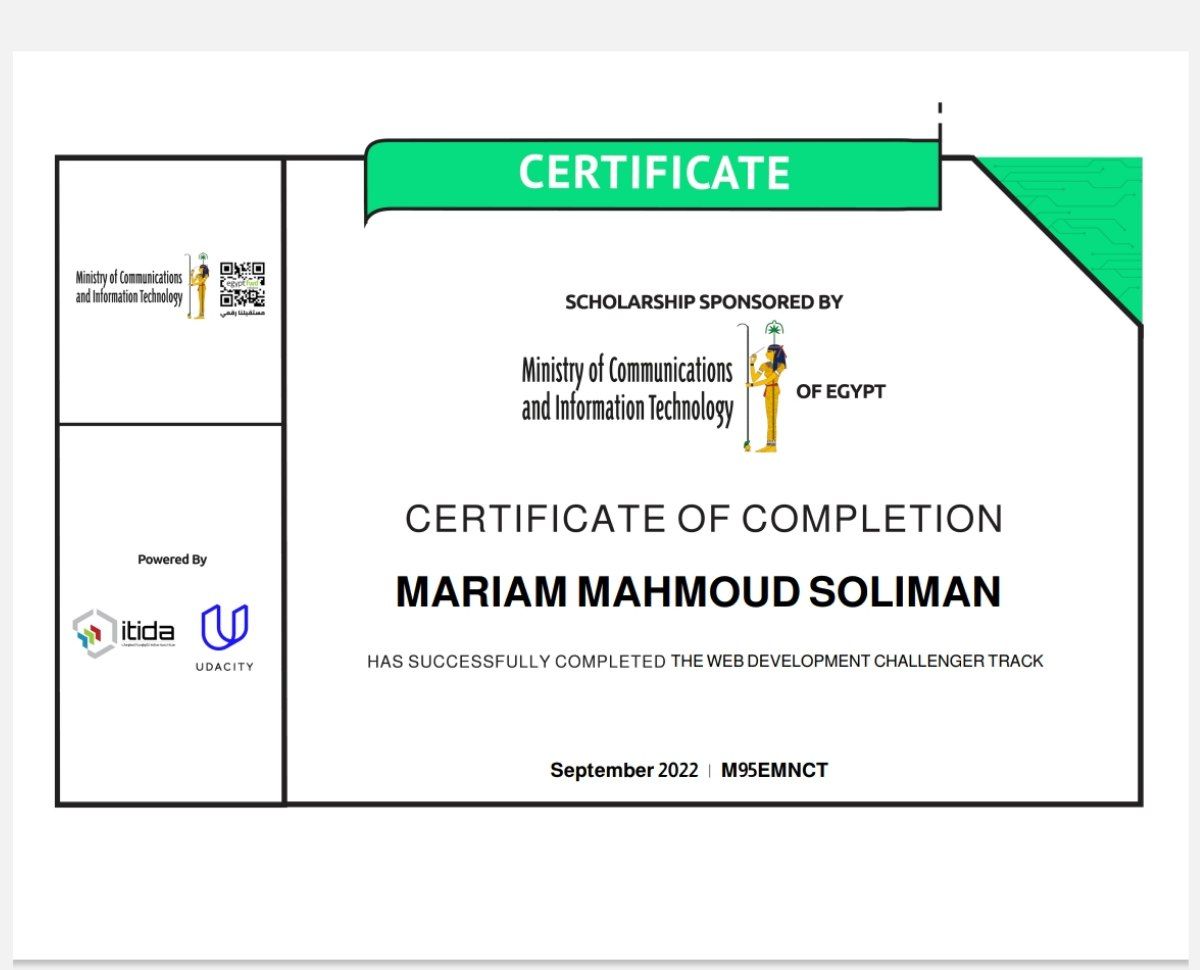 CERTIFICATE
Ministry of Communications
and Information Technology
egyptfwd
مستقبلنا رقمي
Powered By
itida
UDACITY
SCHOLARSHIP SPONSORED BY
Ministry of Communications
and Information Technology
OF EGYPT
CERTIFICATE OF COMPLETION
MARIAM MAHMOUD SOLIMAN
HAS SUCCESSFULLY COMPLETED THE WEB DEVELOPMENT CHALLENGER TRACK
September 2022 | M95EMNCT